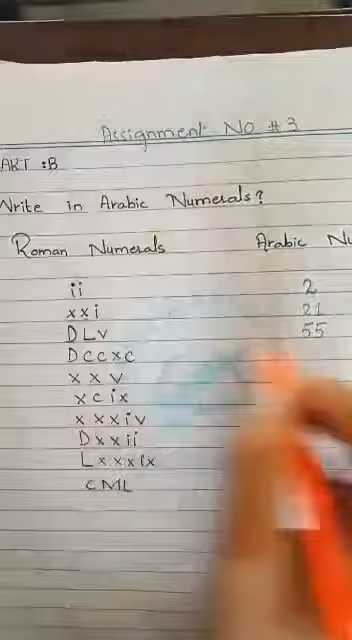 Assignment No # 3
ART :B
Write in Arabic Numerals?
Roman Numerals Arabic Nu
ii 2
xxi 21
DLV 55
DCCXC
XXV
xcix
xxxiv
Dxxii
Lxxxix
CML